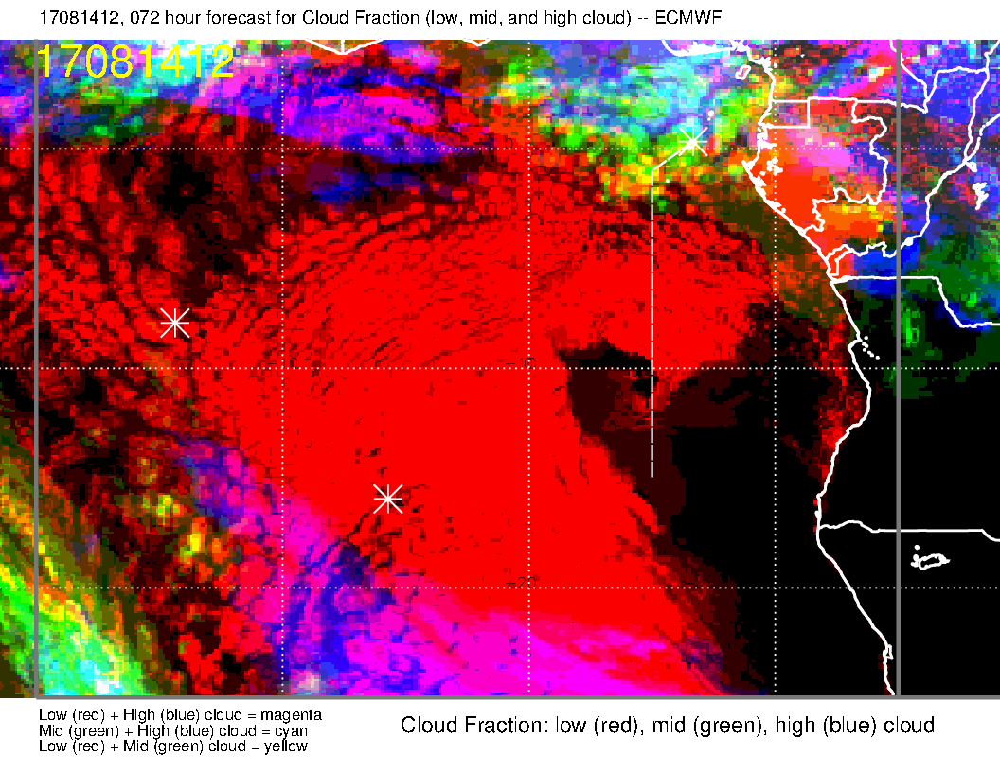 17081412, 072 hour forecast for Cloud Fraction (low, mid, and high cloud) -- ECMWF
17081412
-10
-20
Low (red) + High (blue) cloud = magenta
Mid (green) + High (blue) cloud = cyan
Low (red) + Mid (green) cloud = yellow
Cloud Fraction: low (red), mid (green), high (blue) cloud